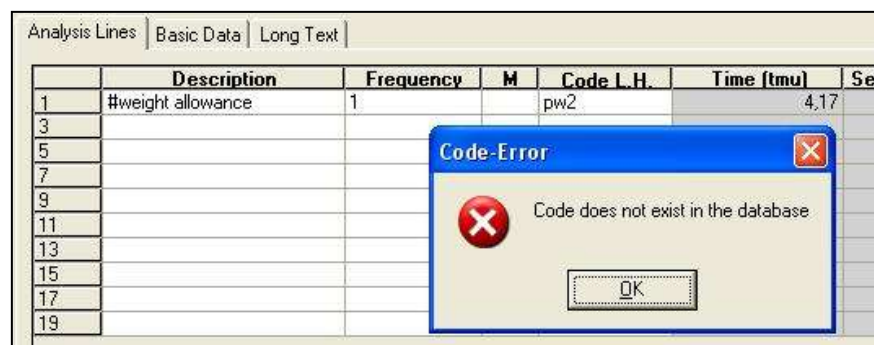 Analysis Lines Basic Data Long Text
Description Frequency M Code L.H. Time (tmu) Se
1 #weight allowance 1 pw2 4,17
3
5
7
9
11
13
15
17
19
Code-Error
Code does not exist in the database
OK